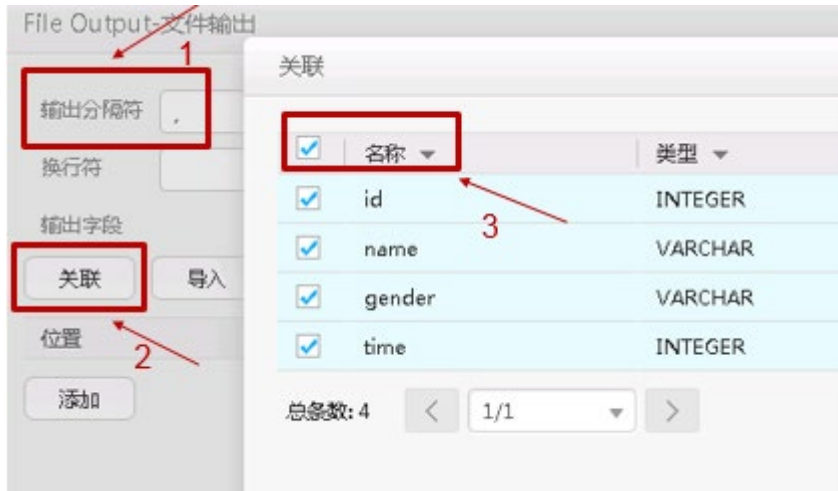 File Output-文件输出
1
输出分隔符 ,
换行符
输出字段
关联 导入
位置
2
添加
关联
名称 类型
id INTEGER
3
name VARCHAR
gender VARCHAR
time INTEGER
总条数: 4 < 1/1 >